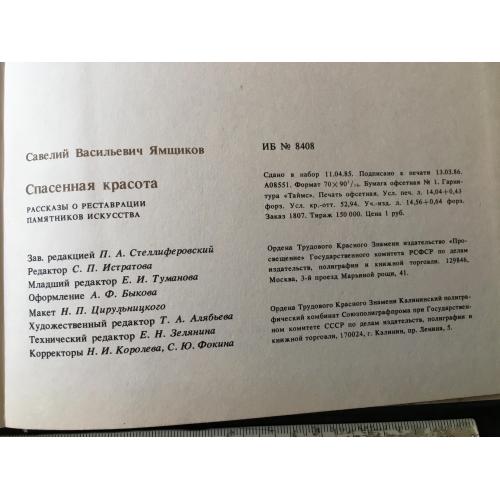 Савелий Васильевич Ямщиков
Спасенная красота
РАССКАЗЫ О РЕСТАВРАЦИИ
ПАМЯТНИКОВ ИСКУССТВА
Зав. редакцией П. А. Стеллиферовский
Редактор С. П. Истратова
Младший редактор Е. И. Туманова
Оформление А. Ф. Быкова
Макет Н. П. Цирульницкого
Художественный редактор Т. А. Алябьева
Технический редактор Е. Н. Зелянина
Корректоры Н. И. Королева, С. Ю. Фокина
ИБ № 8408
Сдано в набор 11.04.85. Подписано к печати 13.03.86.
А08551. Формат 70×90¹/₁₆. Бумага офсетная № 1. Гарни-
тура «Таймс». Печать офсетная. Усл. печ. л. 14,04+0,43
форз. Усл. кр.-отт. 52,94. Уч.-изд. л. 14,56+0,64 форз.
Заказ 1807. Тираж 150 000. Цена 1 руб.
Ордена Трудового Красного Знамени издательство «Про-
свещение» Государственного комитета РСФСР по делам
издательств, полиграфии и книжной торговли. 129846,
Москва, 3-й проезд Марьиной рощи, 41.
Ордена Трудового Красного Знамени Калининский полигра-
фический комбинат Союзполиграфпрома при Государствен-
ном комитете СССР по делам издательств, полиграфии и
книжной торговли, 170024, г. Калинин, пр. Ленина, 5.